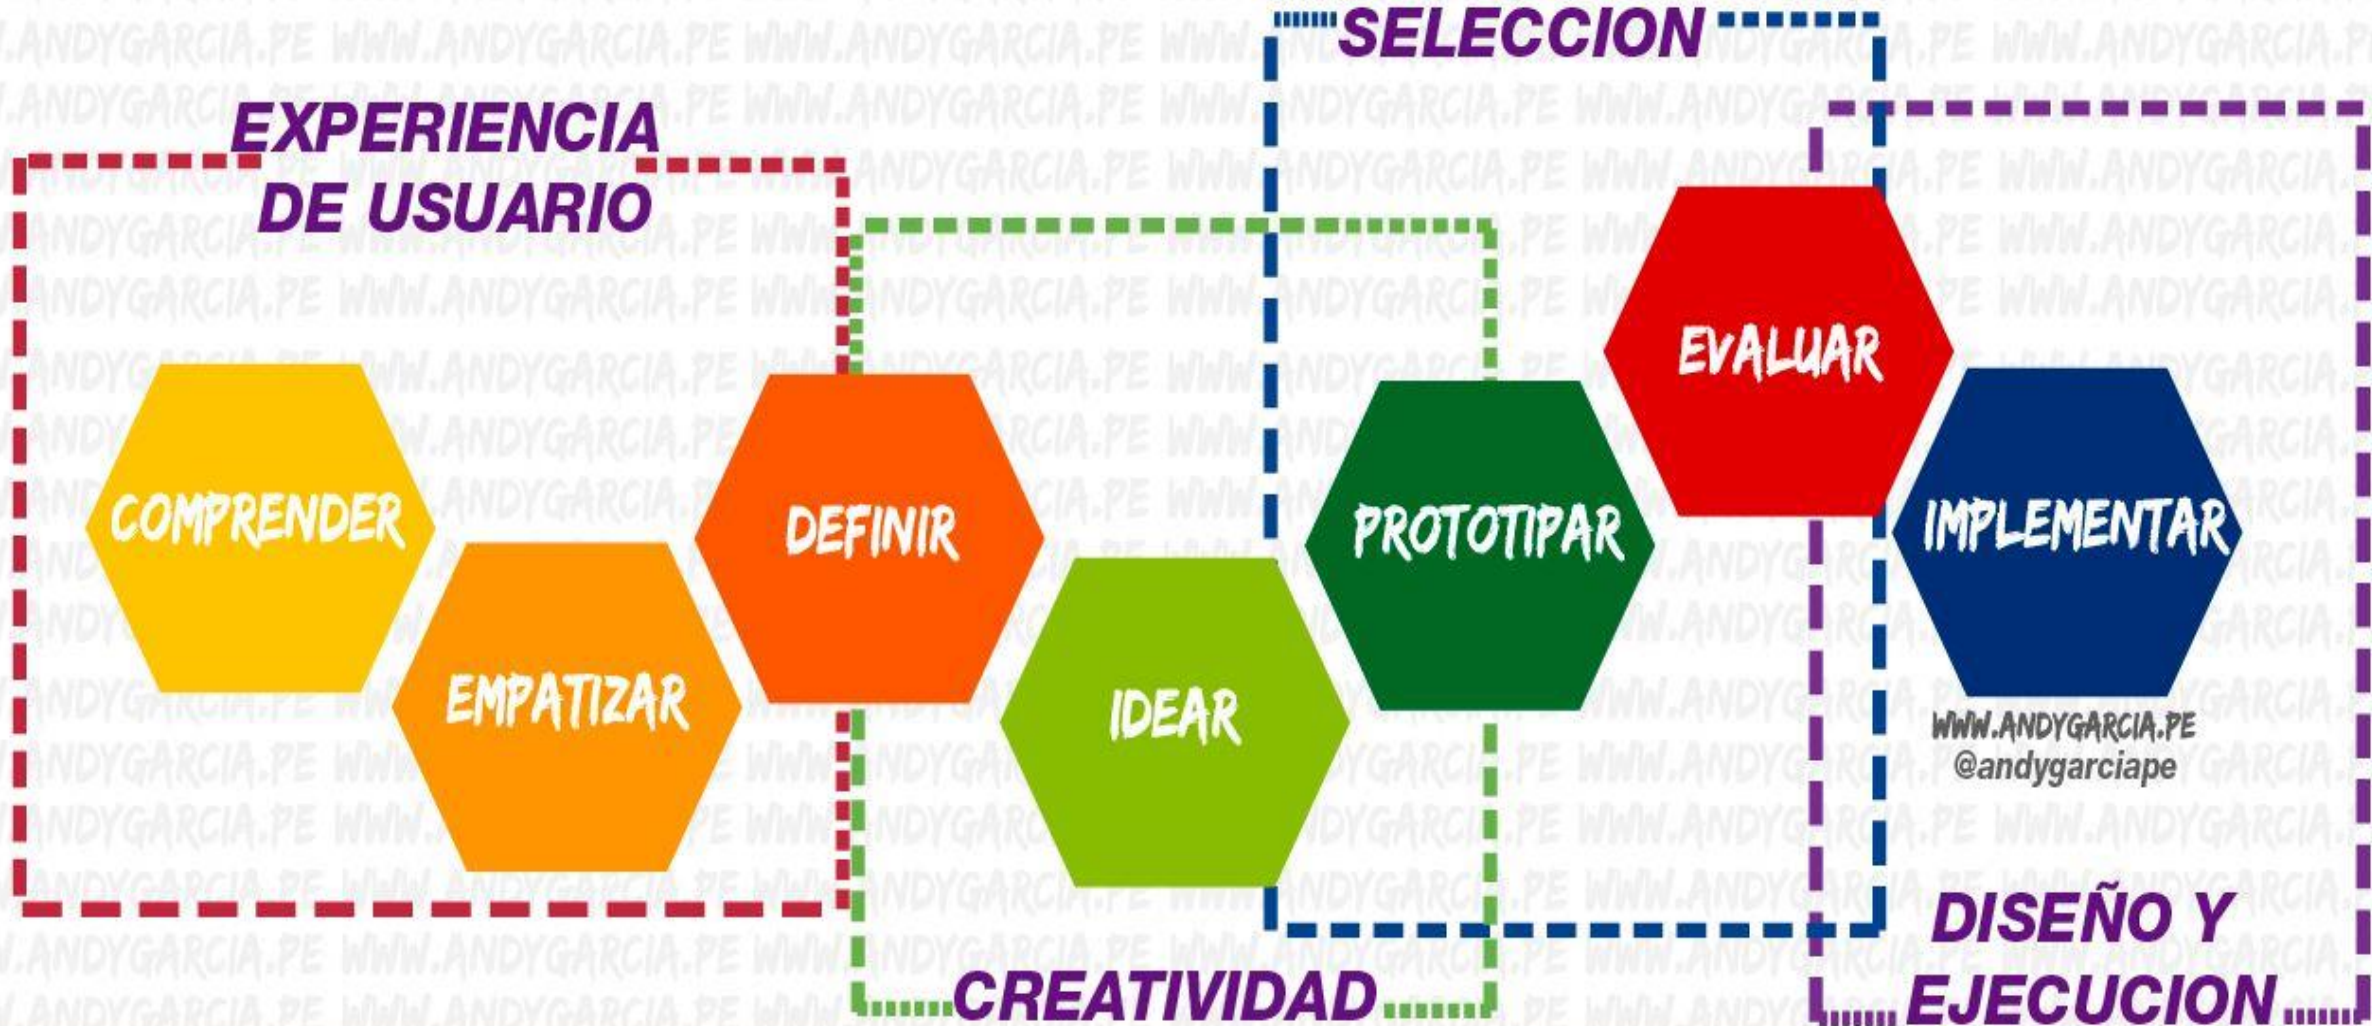 SELECCION
EXPERIENCIA
DE USUARIO
COMPRENDER
EMPATIZAR
DEFINIR
IDEAR
PROTOTIPAR
EVALUAR
IMPLEMENTAR
WWW.ANDYGARCIA.PE
@andygarciape
CREATIVIDAD
DISEÑO Y
EJECUCION